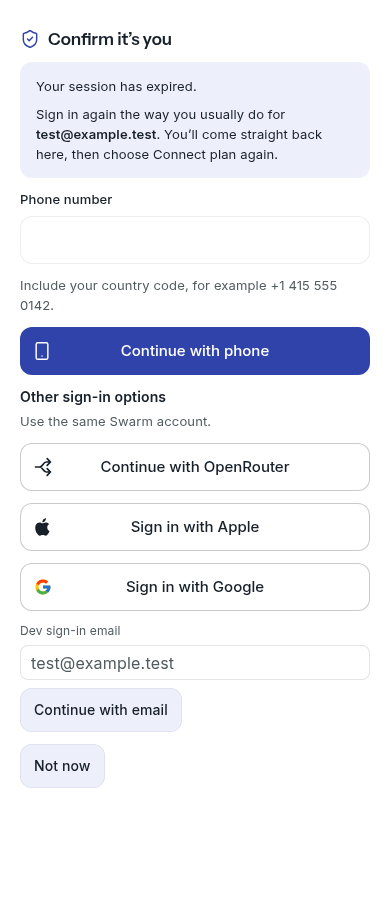 Confirm it’s you
Your session has expired.
Sign in again the way you usually do for
test@example.test. You’ll come straight back
here, then choose Connect plan again.
Phone number
Include your country code, for example +1 415 555
0142.
Continue with phone
Other sign-in options
Use the same Swarm account.
Continue with OpenRouter
Sign in with Apple
Sign in with Google
Dev sign-in email
test@example.test
Continue with email
Not now